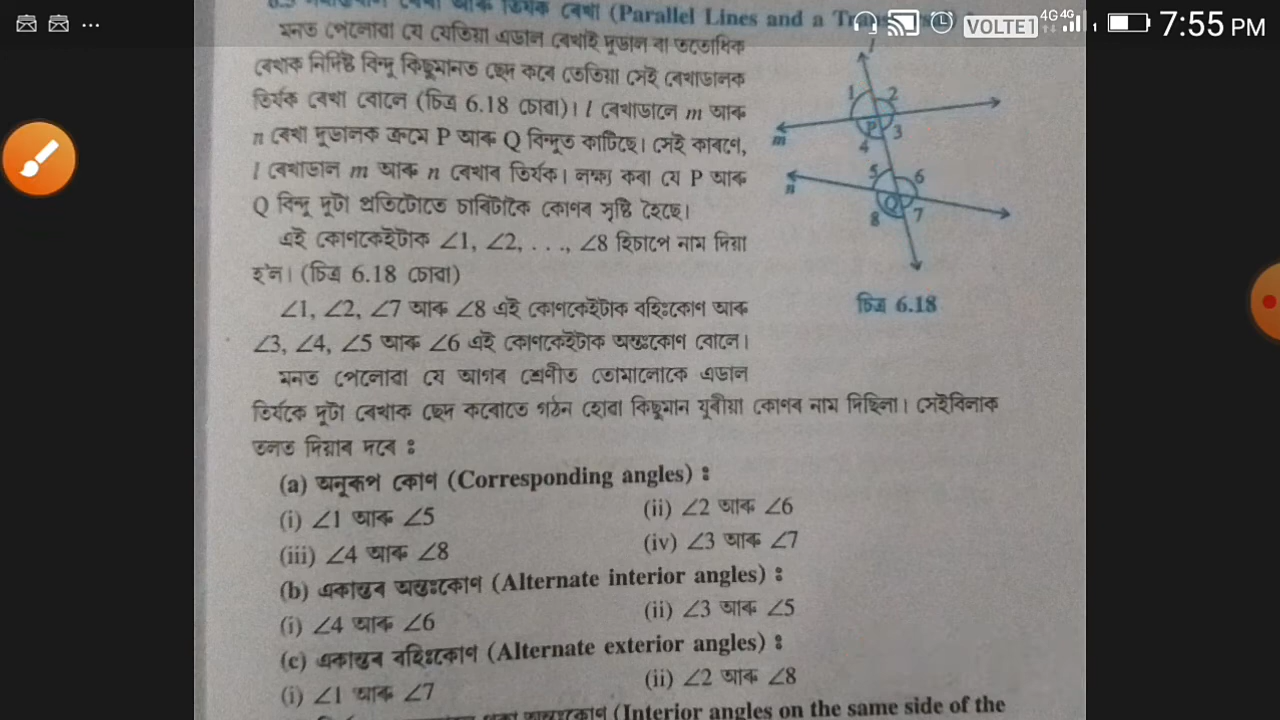 VOLTE1 4G 4G 1 7:55 PM
(Parallel Lines and a
মনত পেলোৱা যে যেতিয়া এডাল ৰেখাই দুডাল বা ততোধিক
ৰেখাক নিৰ্দিষ্ট বিন্দু কিছুমানত ছেদ কৰে তেতিয়া সেই ৰেখাডালক
তিৰ্যক ৰেখা বোলে (চিত্ৰ 6.18 চোৱা)। l ৰেখাডালে m আৰু
n ৰেখা দুডালক ক্ৰমে P আৰু Q বিন্দুত কাটিছে। সেই কাৰণে,
l ৰেখাডাল m আৰু n ৰেখাৰ তিৰ্যক। লক্ষ্য কৰা যে P আৰু
Q বিন্দু দুটা প্ৰতিটোতে চাৰিটাকৈ কোণৰ সৃষ্টি হৈছে।
এই কোণকেইটাক ∠1, ∠2, . . ., ∠8 হিচাপে নাম দিয়া
হ'ল। (চিত্ৰ 6.18 চোৱা)
∠1, ∠2, ∠7 আৰু ∠8 এই কোণকেইটাক বহিঃকোণ আৰু
∠3, ∠4, ∠5 আৰু ∠6 এই কোণকেইটাক অন্তঃকোণ বোলে।
মনত পেলোৱা যে আগৰ শ্ৰেণীত তোমালোকে এডাল
তিৰ্যকে দুটা ৰেখাক ছেদ কৰোতে গঠন হোৱা কিছুমান যুৰীয়া কোণৰ নাম দিছিলা। সেইবিলাক
তলত দিয়াৰ দৰে :
l
1 2
m P 3
4
5 6
n Q
8 7
চিত্ৰ 6.18
(a) অনুৰূপ কোণ (Corresponding angles) :
(i) ∠1 আৰু ∠5 (ii) ∠2 আৰু ∠6
(iii) ∠4 আৰু ∠8 (iv) ∠3 আৰু ∠7
(b) একান্তৰ অন্তঃকোণ (Alternate interior angles) :
(i) ∠4 আৰু ∠6 (ii) ∠3 আৰু ∠5
(c) একান্তৰ বহিঃকোণ (Alternate exterior angles) :
(i) ∠1 আৰু ∠7 (ii) ∠2 আৰু ∠8
(Interior angles on the same side of the